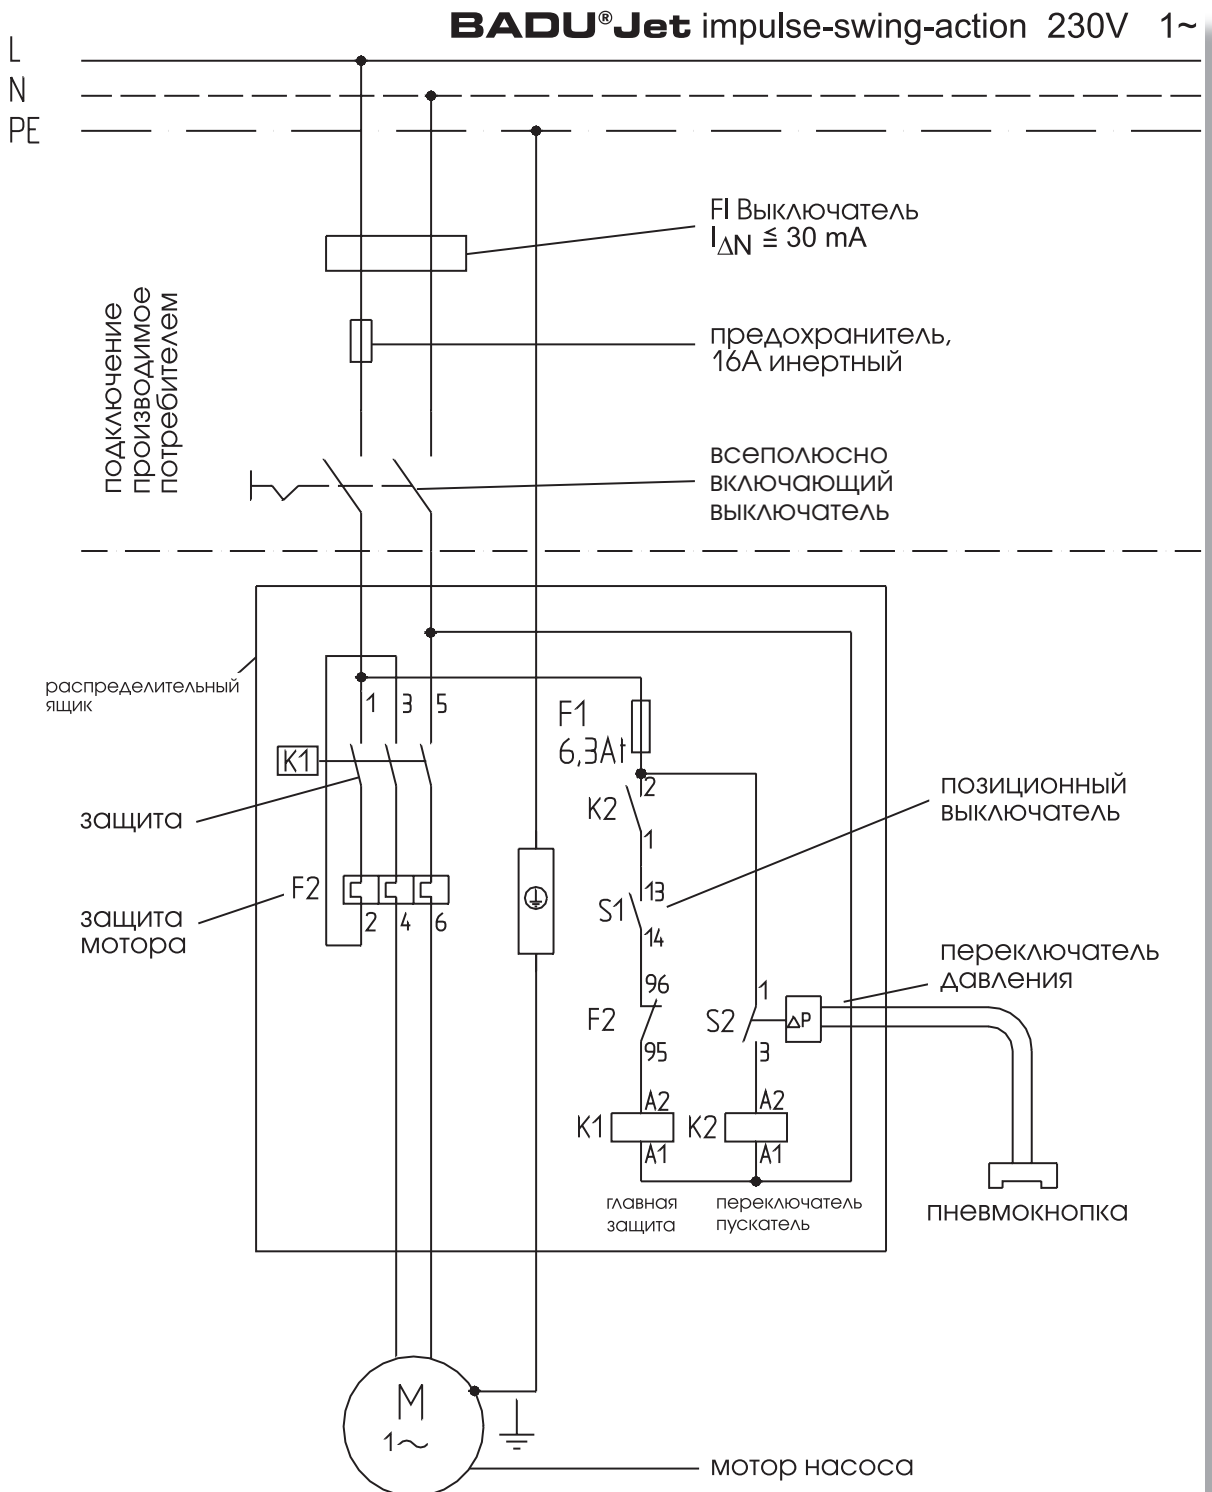 BADU®Jet impulse-swing-action 230V 1~
L
N
PE
FI Выключатель
I∆N ≦ 30 mA
подключение
производимое
потребителем
предохранитель,
16А инертный
всеполюсно
включающий
выключатель
распределительный
ящик
1 3 5
F1
6,3At
K1
2
K2
1
позиционный
выключатель
защита
F2
13
S1
14
2 4 6
защита
мотора
переключатель
давления
96
F2
95
1
S2
∆P
3
A2
K1
A1
A2
K2
A1
главная
защита
переключатель
пускатель
пневмокнопка
M
1~
мотор насоса